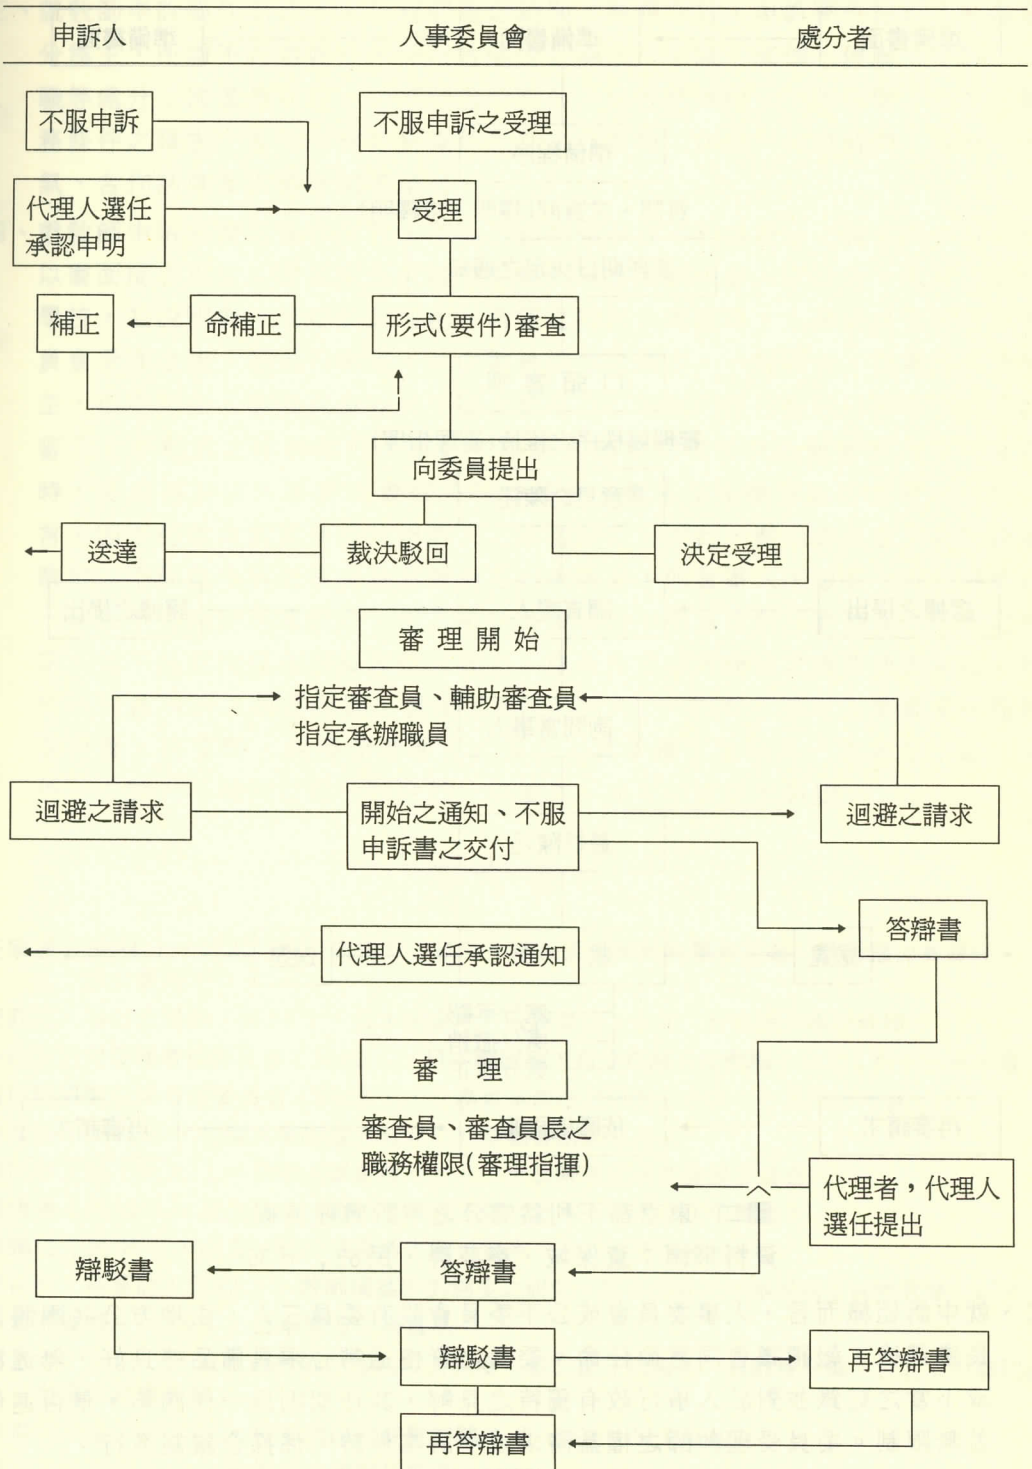 申訴人 人事委員會 處分者
不服申訴 不服申訴之受理
代理人選任
承認申明
受理
補正 命補正 形式(要件)審查
向委員提出
送達 裁決駁回 決定受理
審理開始
指定審查員、輔助審查員
指定承辦職員
迴避之請求
開始之通知、不服
申訴書之交付
迴避之請求
答辯書
代理人選任承認通知
審理
審查員、審查員長之
職務權限(審理指揮)
代理者，代理人
選任提出
辯駁書 答辯書
辯駁書 再答辯書
再答辯書